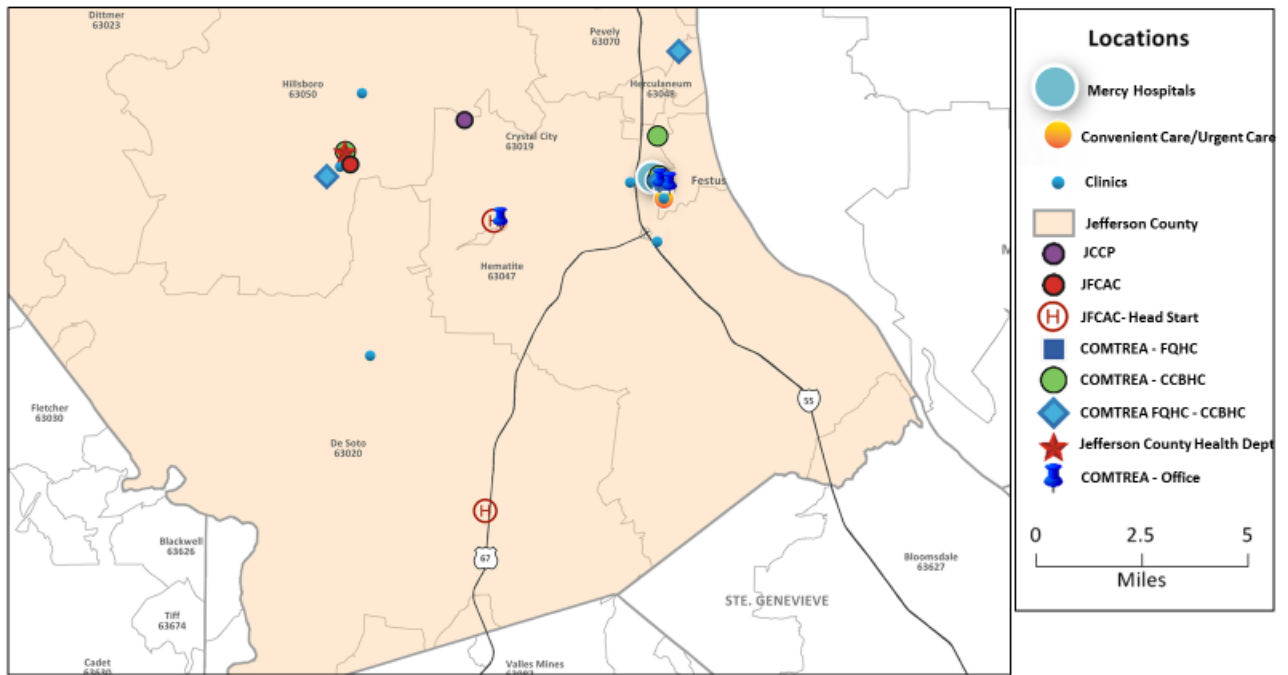 Dittmer
63023
Pevely
63070
Hillsboro
63050
Herculaneum
63048
Crystal City
63019
Festus
Hematite
63047
Fletcher
63030
De Soto
63020
55
67
Blackwell
63626
Bloomsdale
63627
STE. GENEVIEVE
Tiff
63674
Cadet
63630
Valles Mines
M
H
H
Locations
Mercy Hospitals
Convenient Care/Urgent Care
Clinics
Jefferson County
JCCP
JFCAC
H
JFCAC- Head Start
COMTREA - FQHC
COMTREA - CCBHC
COMTREA FQHC - CCBHC
Jefferson County Health Dept
COMTREA - Office
0 2.5 5
Miles